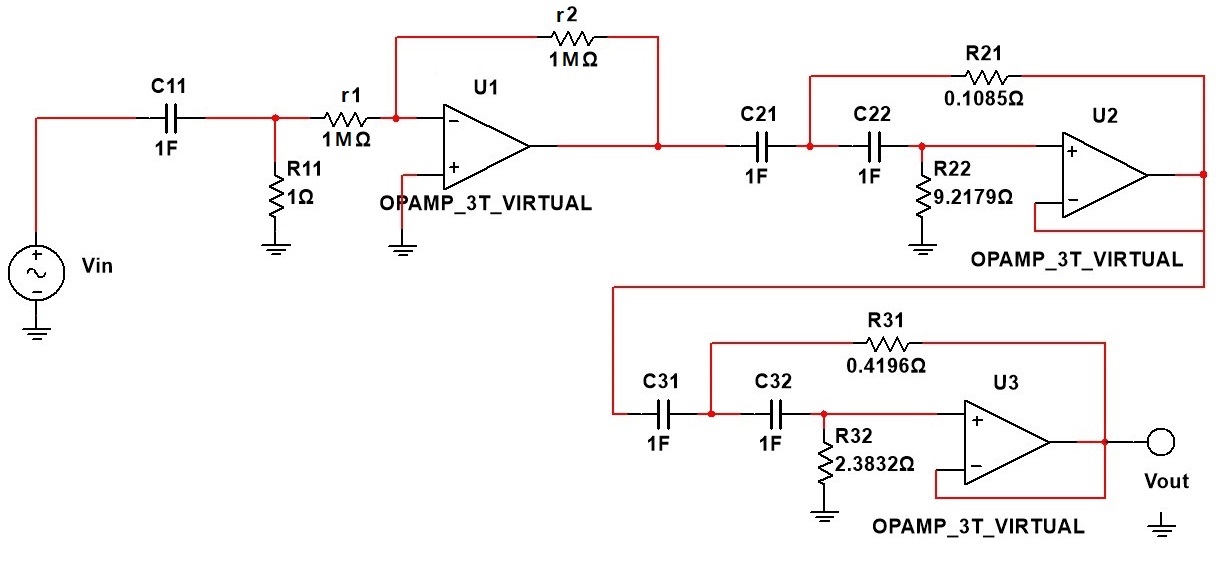 r2
1MΩ
C11
1F
r1
1MΩ
U1
−
+
R11
1Ω
OPAMP_3T_VIRTUAL
+
−
Vin
C21
1F
C22
1F
R21
0.1085Ω
U2
+
−
R22
9.2179Ω
OPAMP_3T_VIRTUAL
R31
0.4196Ω
C31
1F
C32
1F
U3
+
−
R32
2.3832Ω
OPAMP_3T_VIRTUAL
Vout